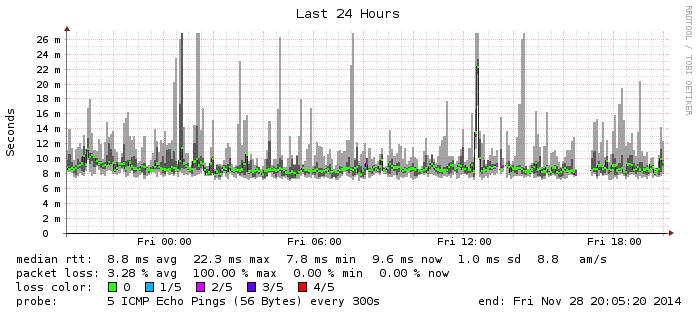 Last 24 Hours
RRDTOOL / TOBI OETIKER
Seconds
26 m
24 m
22 m
20 m
18 m
16 m
14 m
12 m
10 m
8 m
6 m
4 m
2 m
0
Fri 00:00 Fri 06:00 Fri 12:00 Fri 18:00
median rtt: 8.8 ms avg 22.3 ms max 7.8 ms min 9.6 ms now 1.0 ms sd 8.8 am/s
packet loss: 3.28 % avg 100.00 % max 0.00 % min 0.00 % now
loss color: 0 1/5 2/5 3/5 4/5
probe: 5 ICMP Echo Pings (56 Bytes) every 300s end: Fri Nov 28 20:05:20 2014